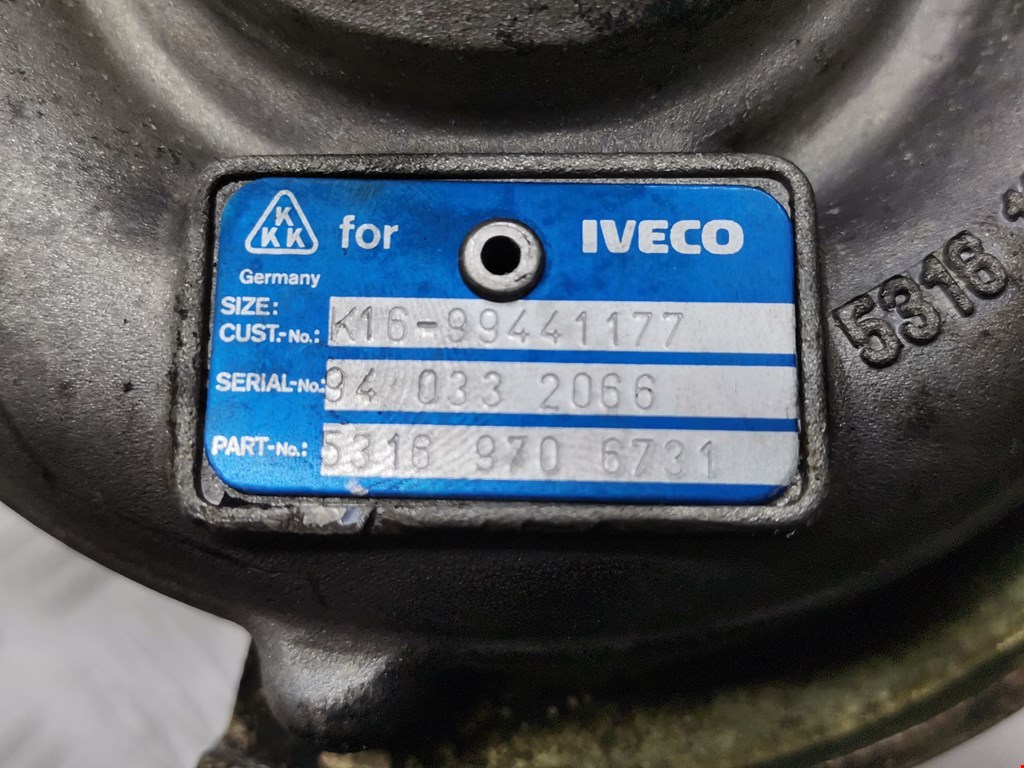 K
KK
for
IVECO
Germany
SIZE:
CUST.-No.:
K16-99441177
SERIAL-No.:
94 033 2066
PART-No.:
5316 970 6731
5316